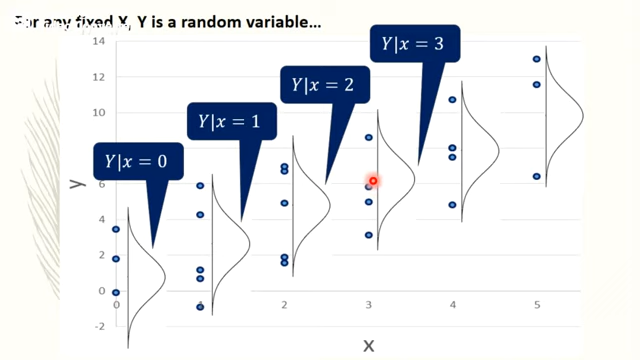 For any fixed X, Y is a random variable…
Y|x = 3
Y|x = 2
Y|x = 1
Y|x = 0
14
12
10
8
6
4
2
0
-2
y
0
1
2
3
4
5
X